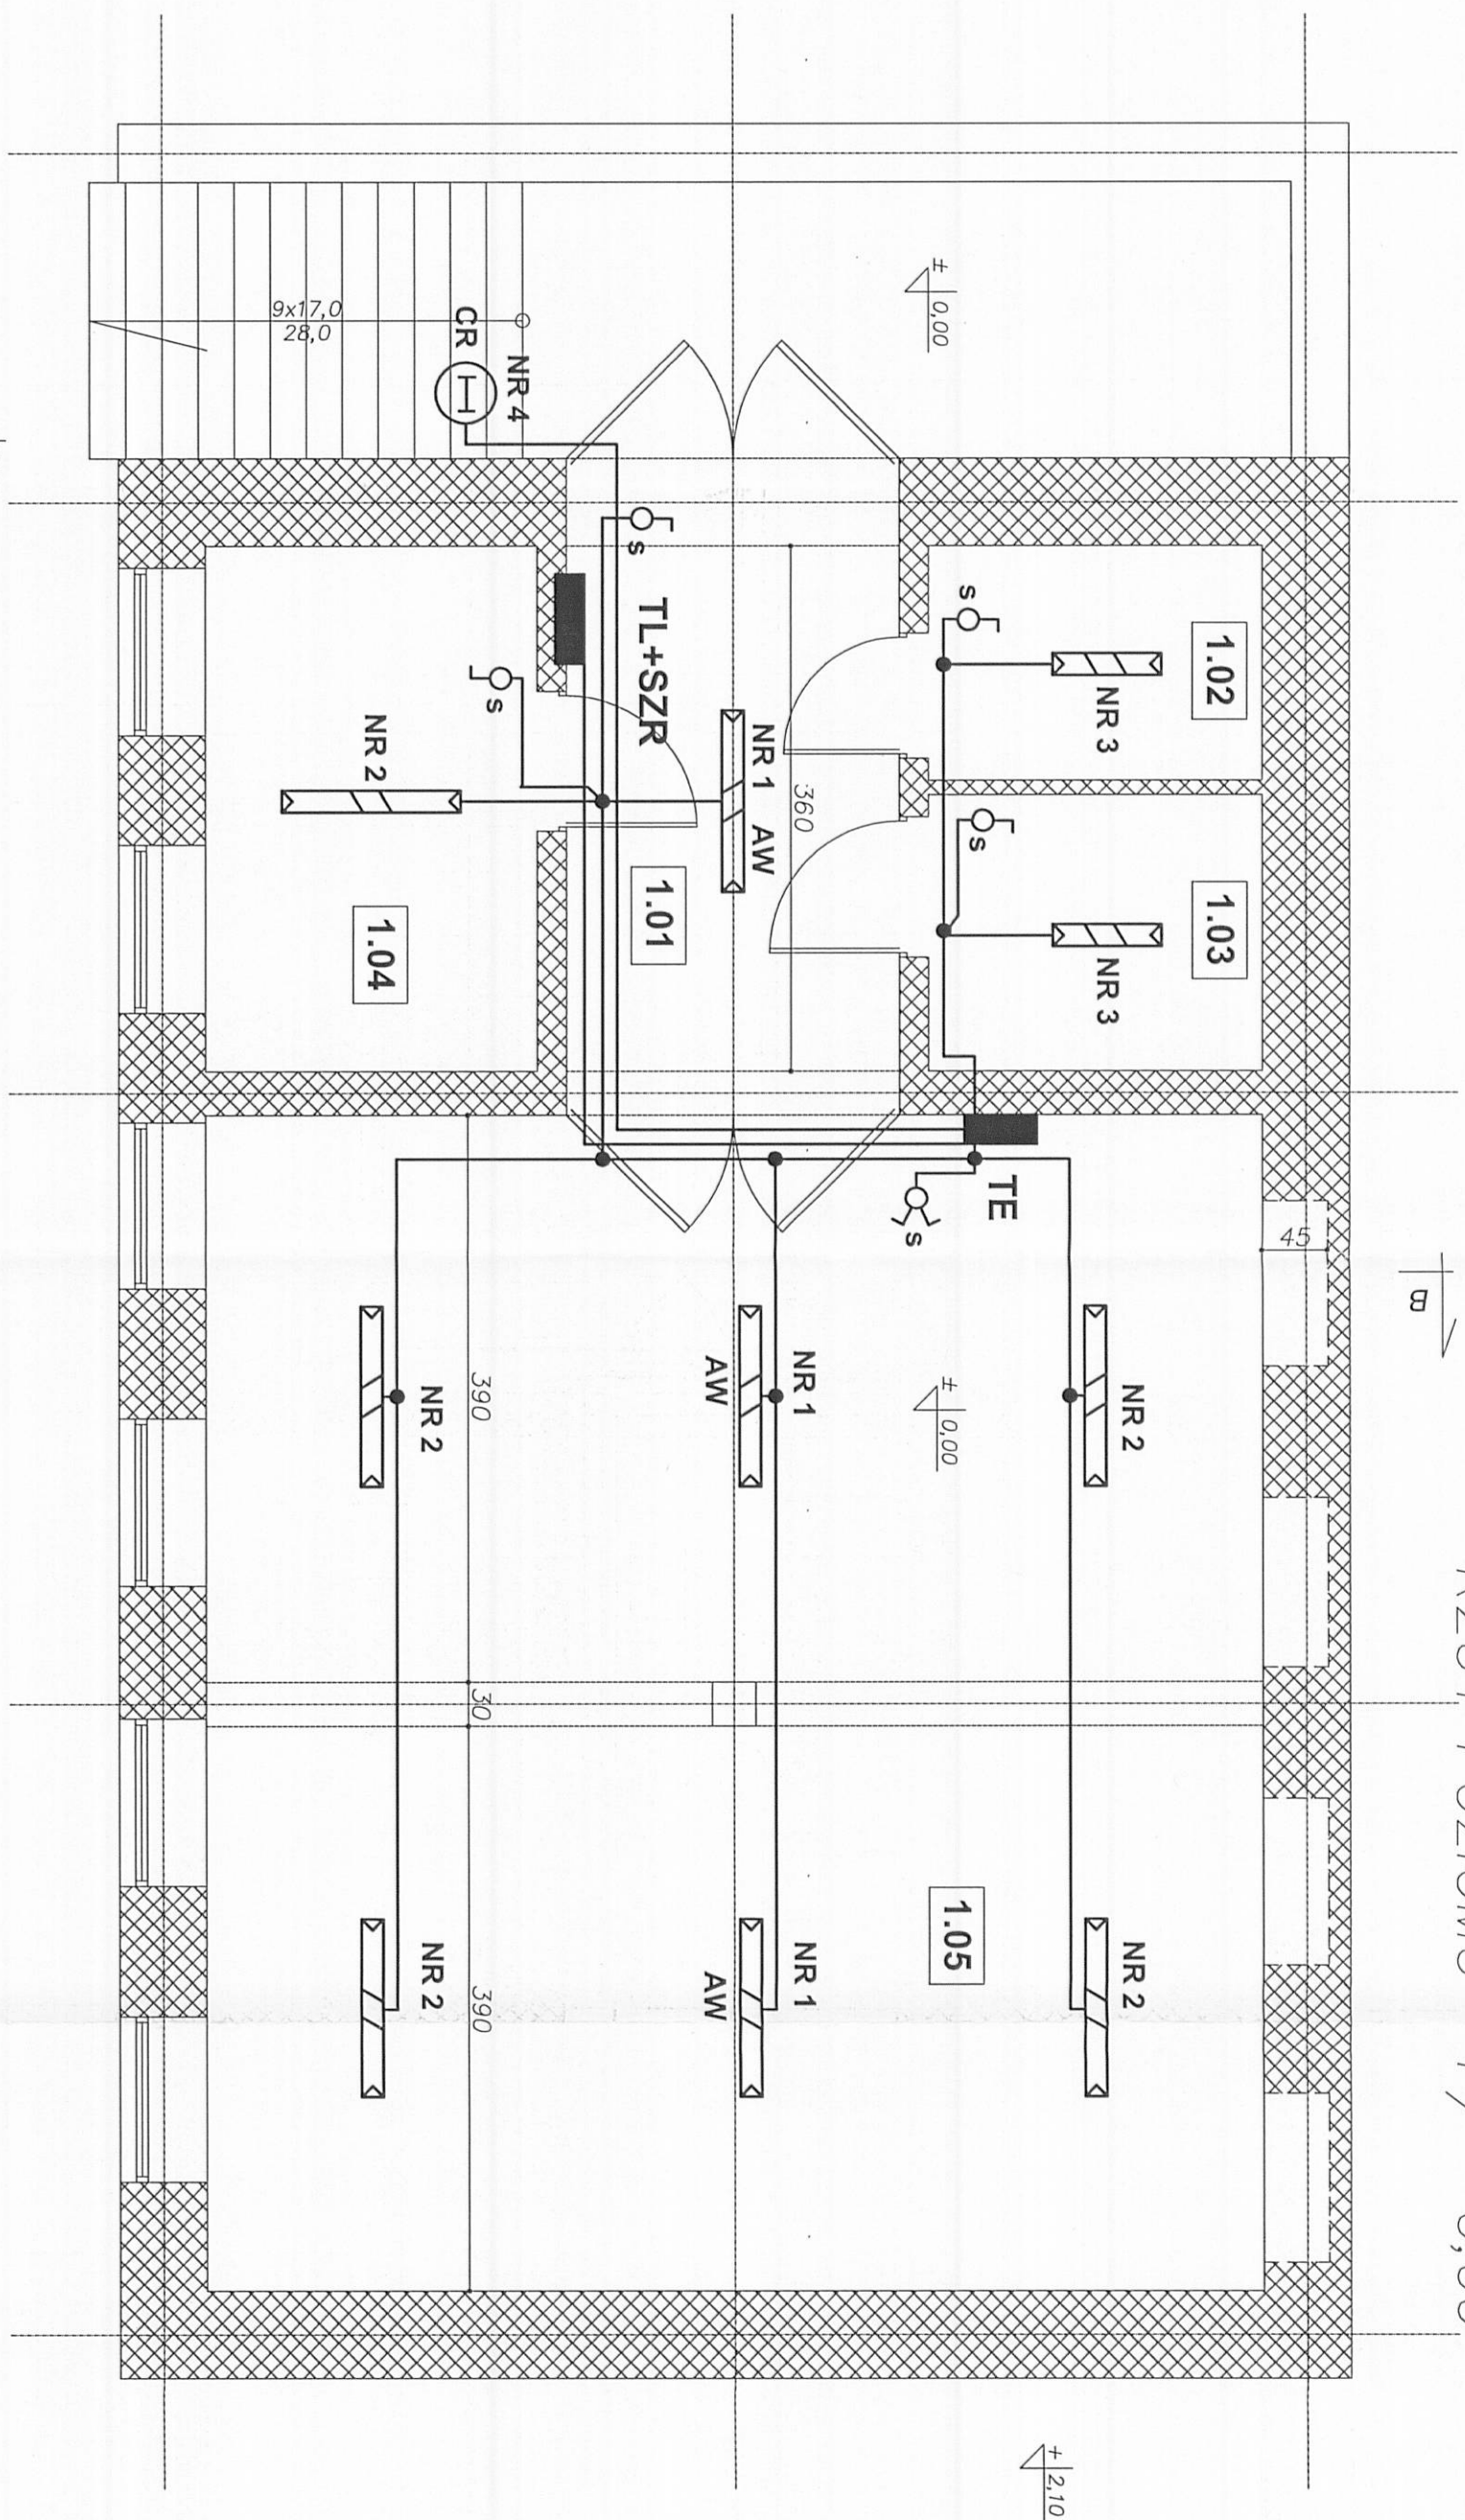 ± 0,00
9x17,0
28,0
CR
NR 4
s
TL+SZR
s
1.02
NR 3
s
1.03
NR 3
s
NR 1 AW
360
1.01
NR 2
1.04
TE
s
45
B
NR 2
390
NR 1
AW
± 0,00
NR 2
30
1.05
NR 2
390
NR 1
AW
NR 2
+ 2,10